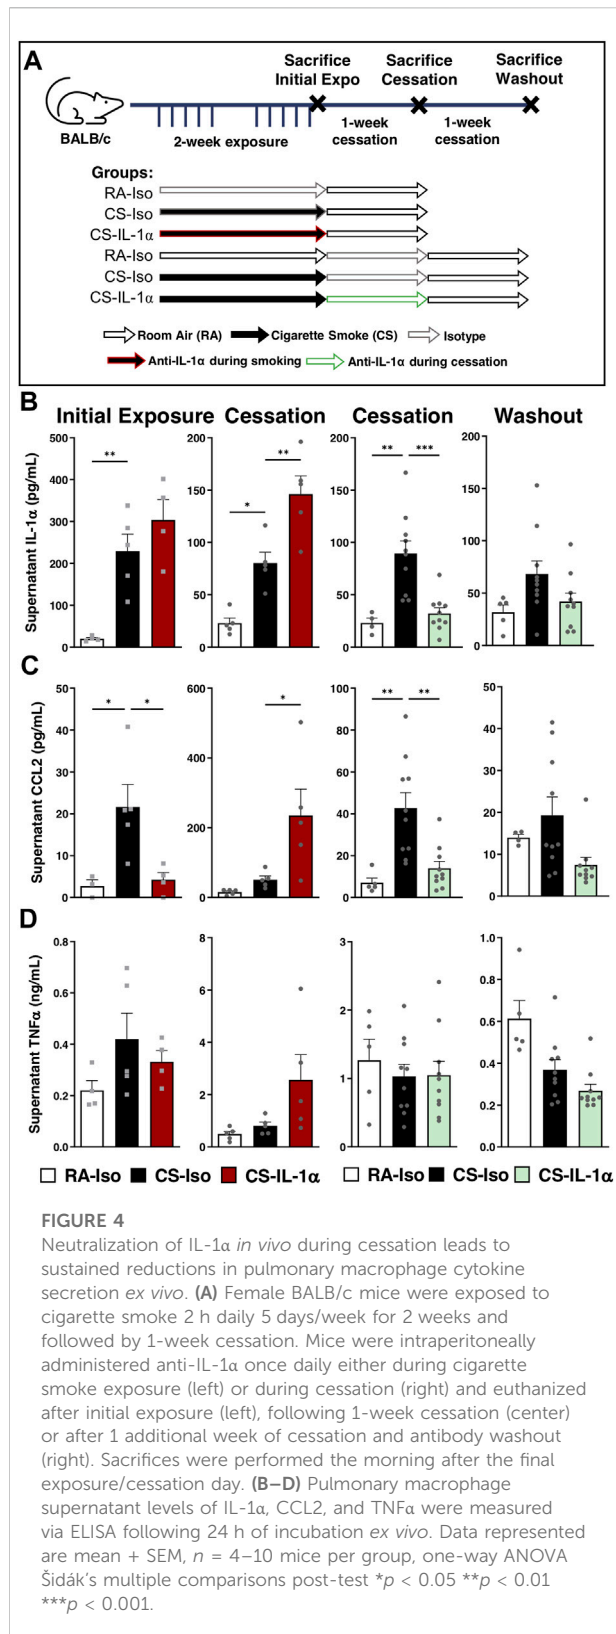 A
Sacrifice Sacrifice Sacrifice
Initial Expo Cessation Washout
BALB/c
2-week exposure
1-week cessation
1-week cessation
Groups:
RA-Iso
CS-Iso
CS-IL-1α
RA-Iso
CS-Iso
CS-IL-1α
Room Air (RA) Cigarette Smoke (CS) Isotype
Anti-IL-1α during smoking Anti-IL-1α during cessation
B
Initial Exposure Cessation Cessation Washout
Supernatant IL-1α (pg/mL)
500 400 300 200 100 0
**
200 150 100 50 0
* **
200 150 100 50 0
** ***
200 150 100 50 0
C
Supernatant CCL2 (pg/mL)
50 40 30 20 10 0
* *
600 400 200 0
*
100 80 60 40 20 0
** **
50 40 30 20 10 0
D
Supernatant TNFα (ng/mL)
0.8 0.6 0.4 0.2 0.0
8 6 4 2 0
3 2 1 0
1.0 0.8 0.6 0.4 0.2 0.0
RA-Iso CS-Iso CS-IL-1α RA-Iso CS-Iso CS-IL-1α
FIGURE 4
Neutralization of IL-1α in vivo during cessation leads to
sustained reductions in pulmonary macrophage cytokine
secretion ex vivo. (A) Female BALB/c mice were exposed to
cigarette smoke 2 h daily 5 days/week for 2 weeks and
followed by 1-week cessation. Mice were intraperitoneally
administered anti-IL-1α once daily either during cigarette
smoke exposure (left) or during cessation (right) and euthanized
after initial exposure (left), following 1-week cessation (center)
or after 1 additional week of cessation and antibody washout
(right). Sacrifices were performed the morning after the final
exposure/cessation day. (B–D) Pulmonary macrophage
supernatant levels of IL-1α, CCL2, and TNFα were measured
via ELISA following 24 h of incubation ex vivo. Data represented
are mean + SEM, n = 4–10 mice per group, one-way ANOVA
Šidák's multiple comparisons post-test *p < 0.05 **p < 0.01
***p < 0.001.